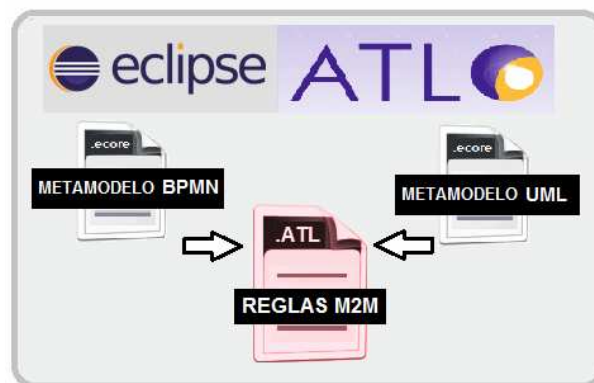 eclipse
ATL
.ecore
METAMODELO BPMN
.ecore
METAMODELO UML
.ATL
REGLAS M2M